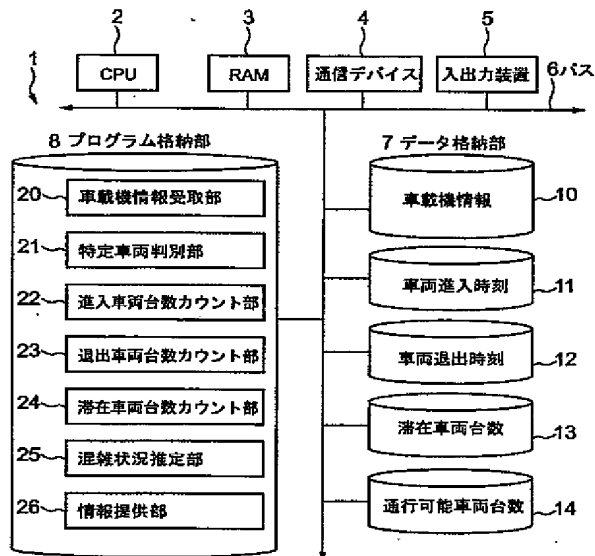 2 3 4 5
1 CPU RAM 通信デバイス 入出力装置
6 バス
8 プログラム格納部
20 車載機情報受取部
21 特定車両判別部
22 進入車両台数カウント部
23 退出車両台数カウント部
24 滞在車両台数カウント部
25 混雑状況推定部
26 情報提供部
7 データ格納部
車載機情報 10
車両進入時刻 11
車両退出時刻 12
滞在車両台数 13
通行可能車両台数 14